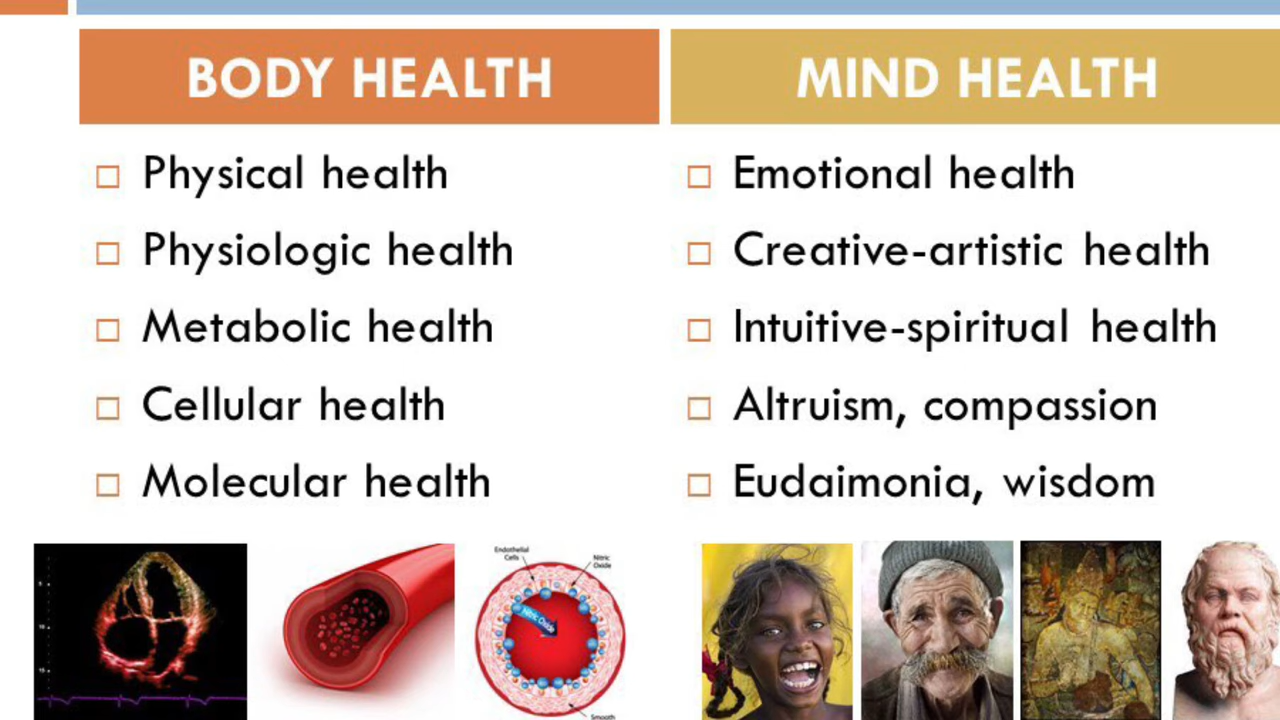 BODY HEALTH
Physical health
Physiologic health
Metabolic health
Cellular health
Molecular health
MIND HEALTH
Emotional health
Creative-artistic health
Intuitive-spiritual health
Altruism, compassion
Eudaimonia, wisdom
Endothelial
Cells
Nitric
Oxide
Nitric Oxide
Smooth